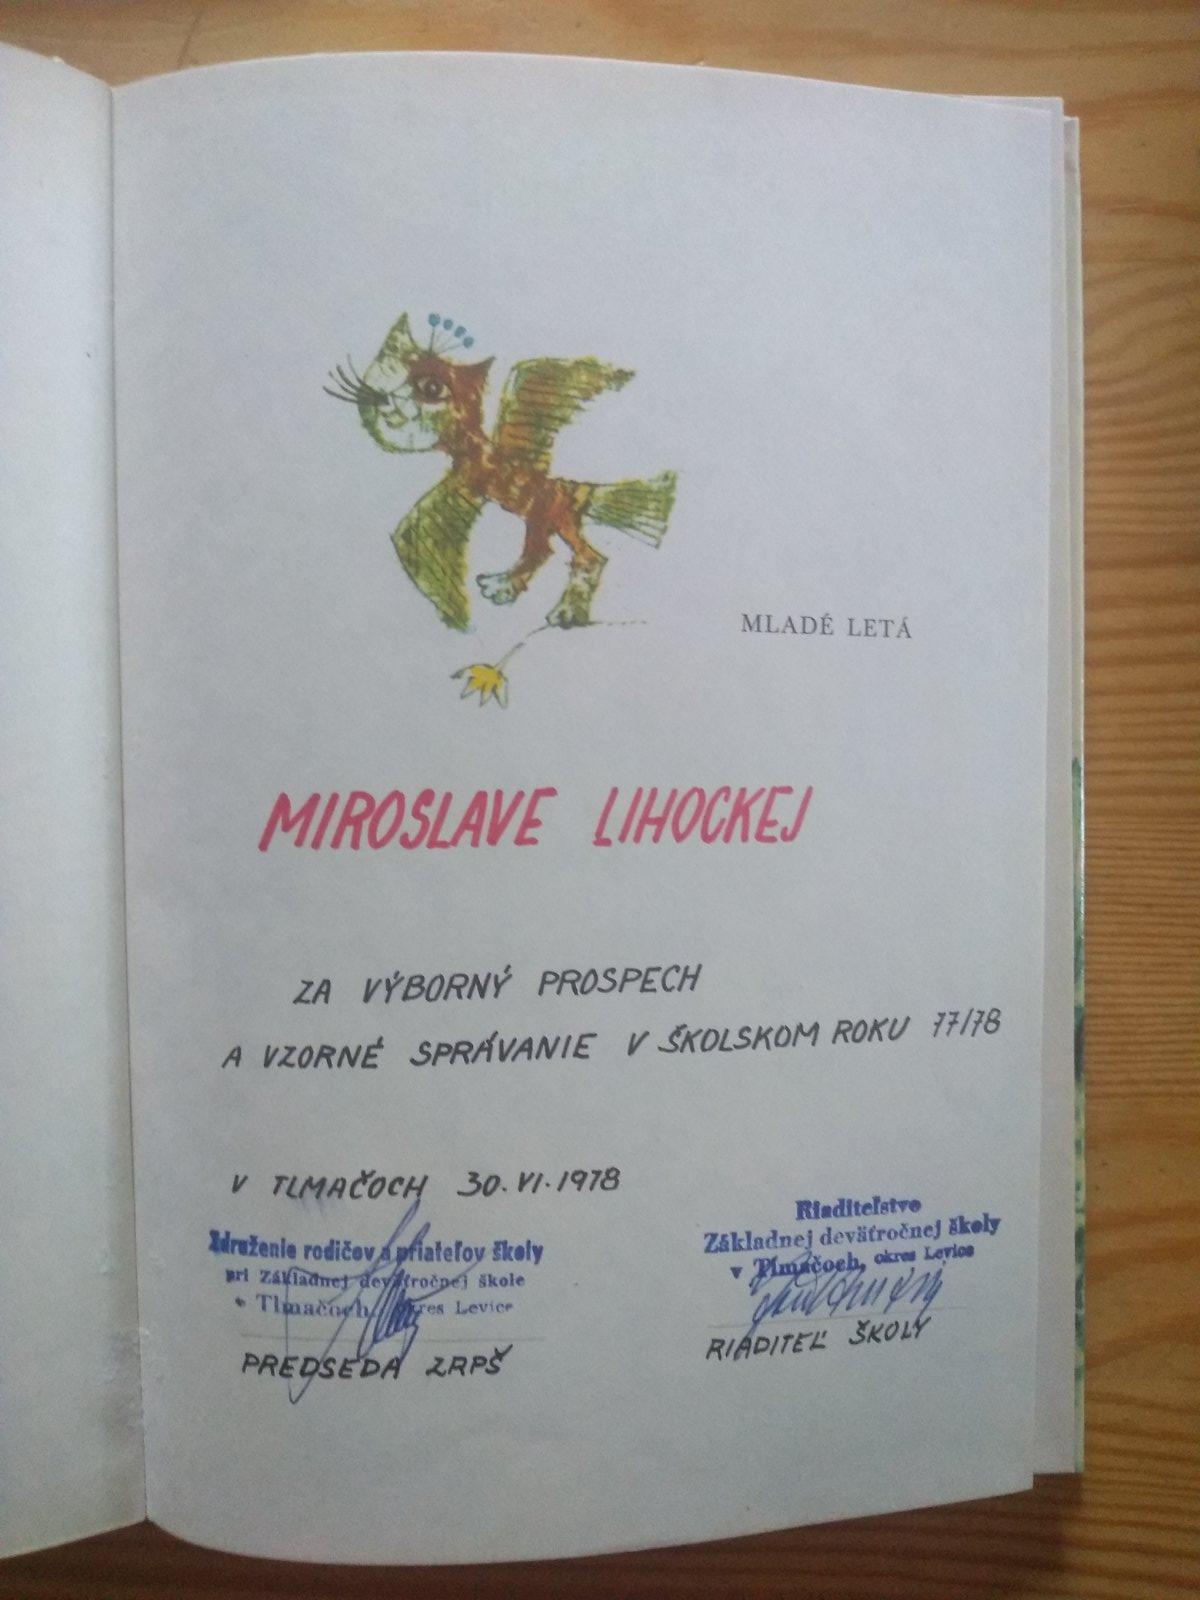 MLADÉ LETÁ
MIROSLAVE LIHOCKEJ
ZA VÝBORNÝ PROSPECH
A VZORNÉ SPRÁVANIE V ŠKOLSKOM ROKU 77/78
V TLMAČOCH 30. VI. 1978
Združenie rodičov a priateľov školy
pri Základnej deväťročnej škole
v Tlmačoch, okres Levice
PREDSEDA ZRPŠ
Riaditeľstvo
Základnej deväťročnej školy
v Tlmačoch, okres Levice
RIADITEĽ ŠKOLY